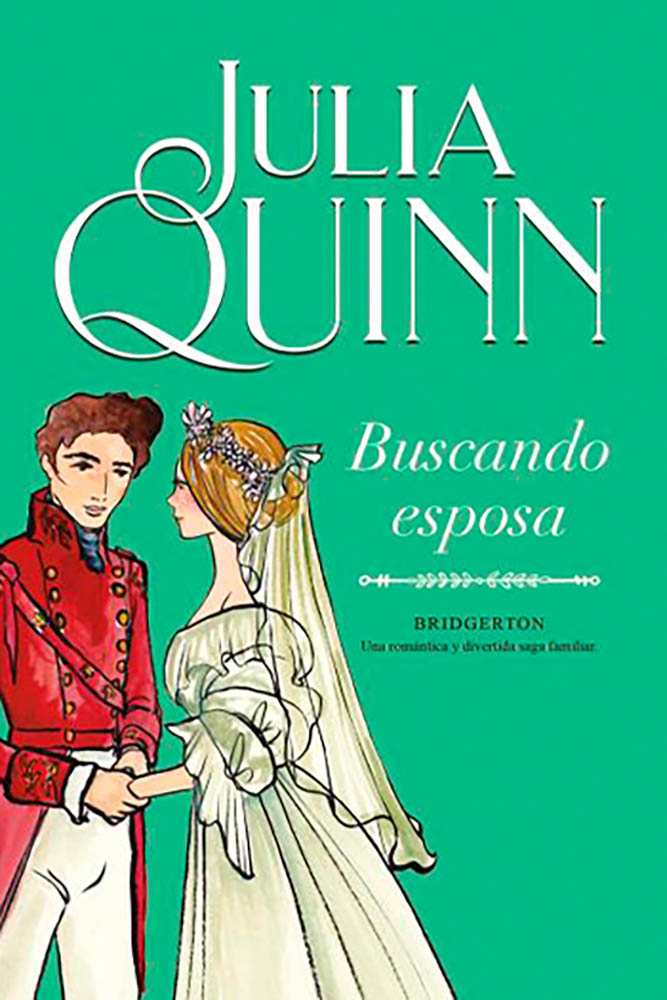 JULIA
QUINN
Buscando
esposa
BRIDGERTON
Una romántica y divertida saga familiar.